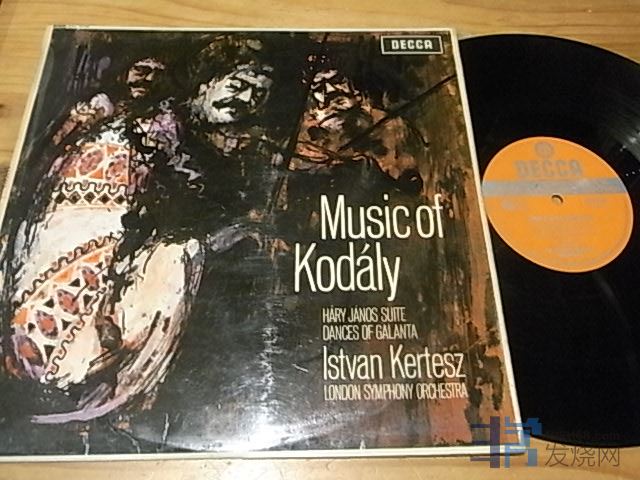 DECCA
Music of
Kodály
HÁRY JÁNOS SUITE
DANCES OF GALANTA
Istvan Kertesz
LONDON SYMPHONY ORCHESTRA
DECCA
发烧网